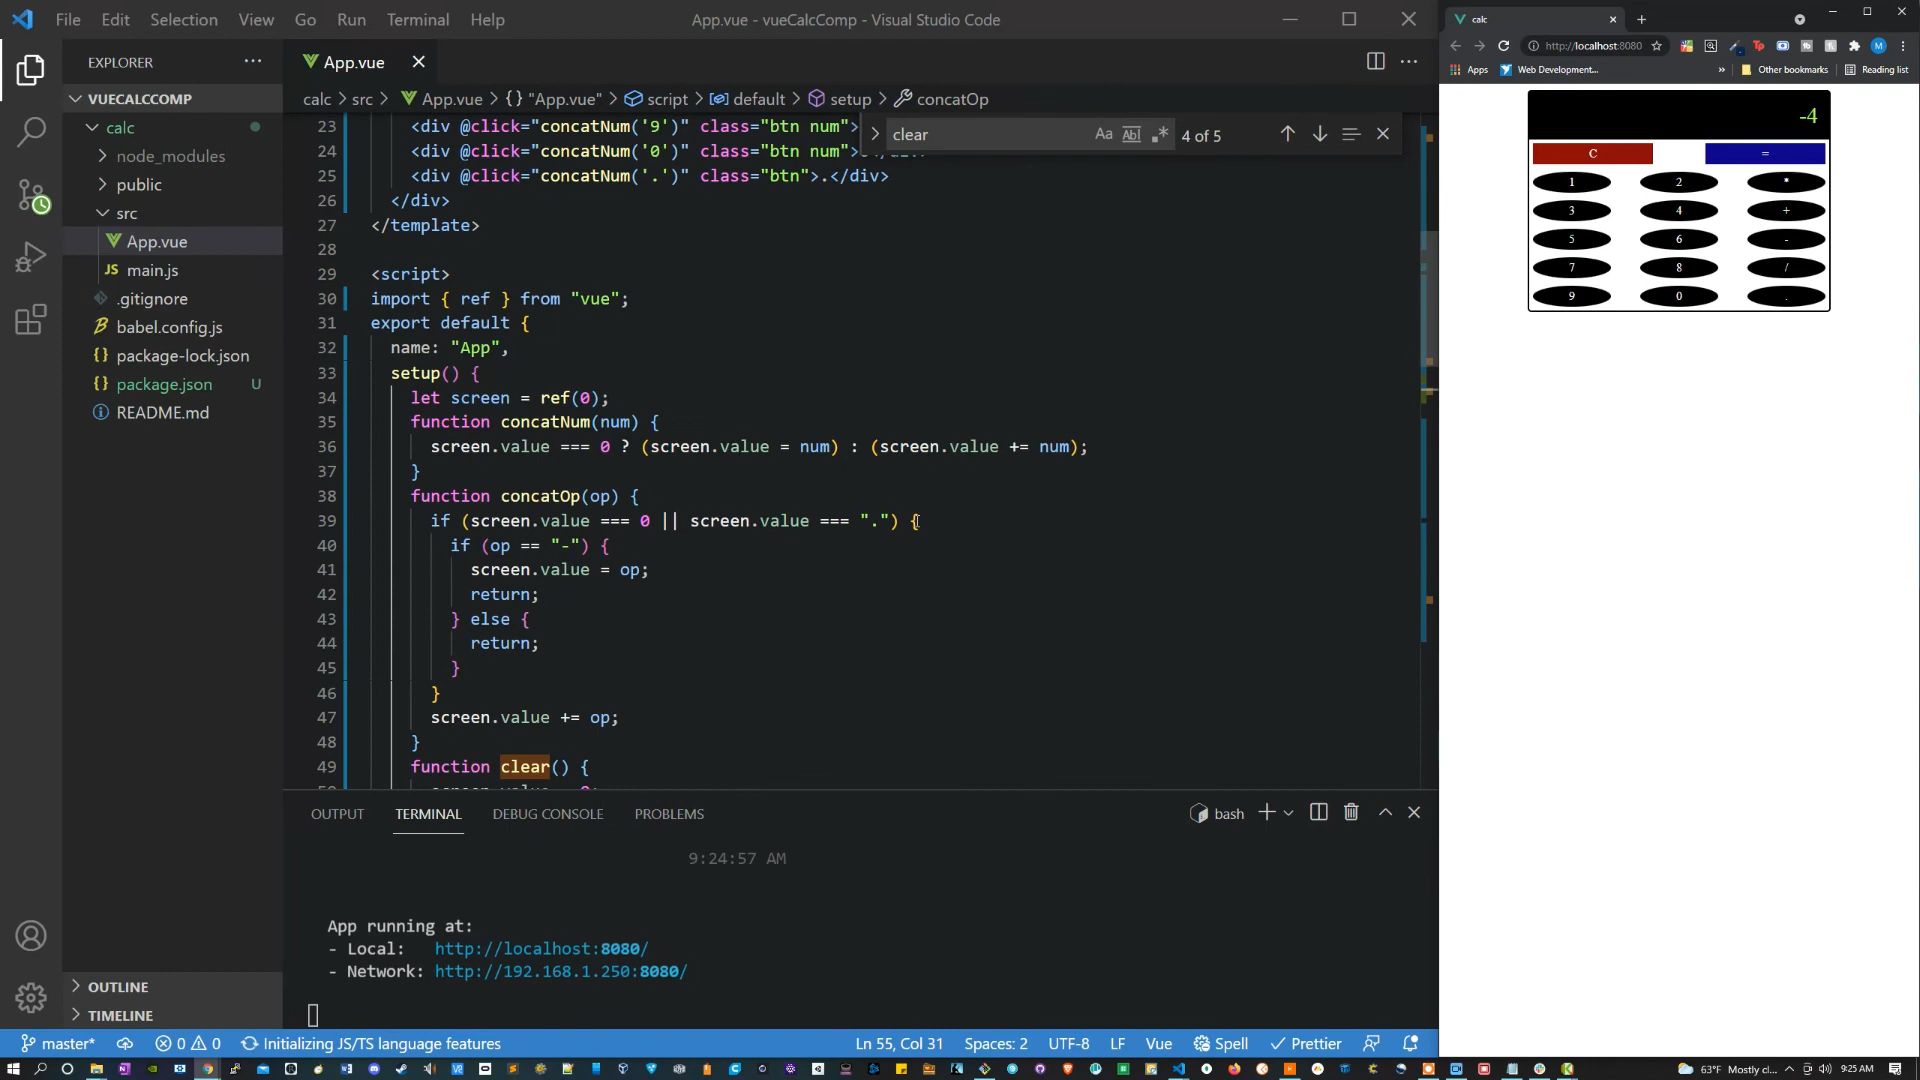 File Edit Selection View Go Run Terminal Help
App.vue - vueCalcComp - Visual Studio Code
EXPLORER
VUECALCCOMP
calc
node_modules
public
src
App.vue
main.js
.gitignore
babel.config.js
package-lock.json
package.json U
README.md
OUTLINE
TIMELINE
App.vue
calc > src > App.vue > {} "App.vue" > script > default > setup > concatOp
clear
Aa Abl .* 4 of 5
23 <div @click="concatNum('9')" class="btn num">
24 <div @click="concatNum('0')" class="btn num">
25 <div @click="concatNum('.')" class="btn">.</div>
26 </div>
27 </template>
28
29 <script>
30 import { ref } from "vue";
31 export default {
32 name: "App",
33 setup() {
34 let screen = ref(0);
35 function concatNum(num) {
36 screen.value === 0 ? (screen.value = num) : (screen.value += num);
37 }
38 function concatOp(op) {
39 if (screen.value === 0 || screen.value === ".") {
40 if (op == "-") {
41 screen.value = op;
42 return;
43 } else {
44 return;
45 }
46 }
47 screen.value += op;
48 }
49 function clear() {
OUTPUT TERMINAL DEBUG CONSOLE PROBLEMS
bash
9:24:57 AM
App running at:
- Local: http://localhost:8080/
- Network: http://192.168.1.250:8080/
master* 0 0 Initializing JS/TS language features
Ln 55, Col 31 Spaces: 2 UTF-8 LF Vue Spell Prettier
calc
http://localhost:8080
Apps Web Development... » Other bookmarks Reading list
-4
C =
1 2 *
3 4 +
5 6 -
7 8 /
9 0 .
63°F Mostly cl... 9:25 AM